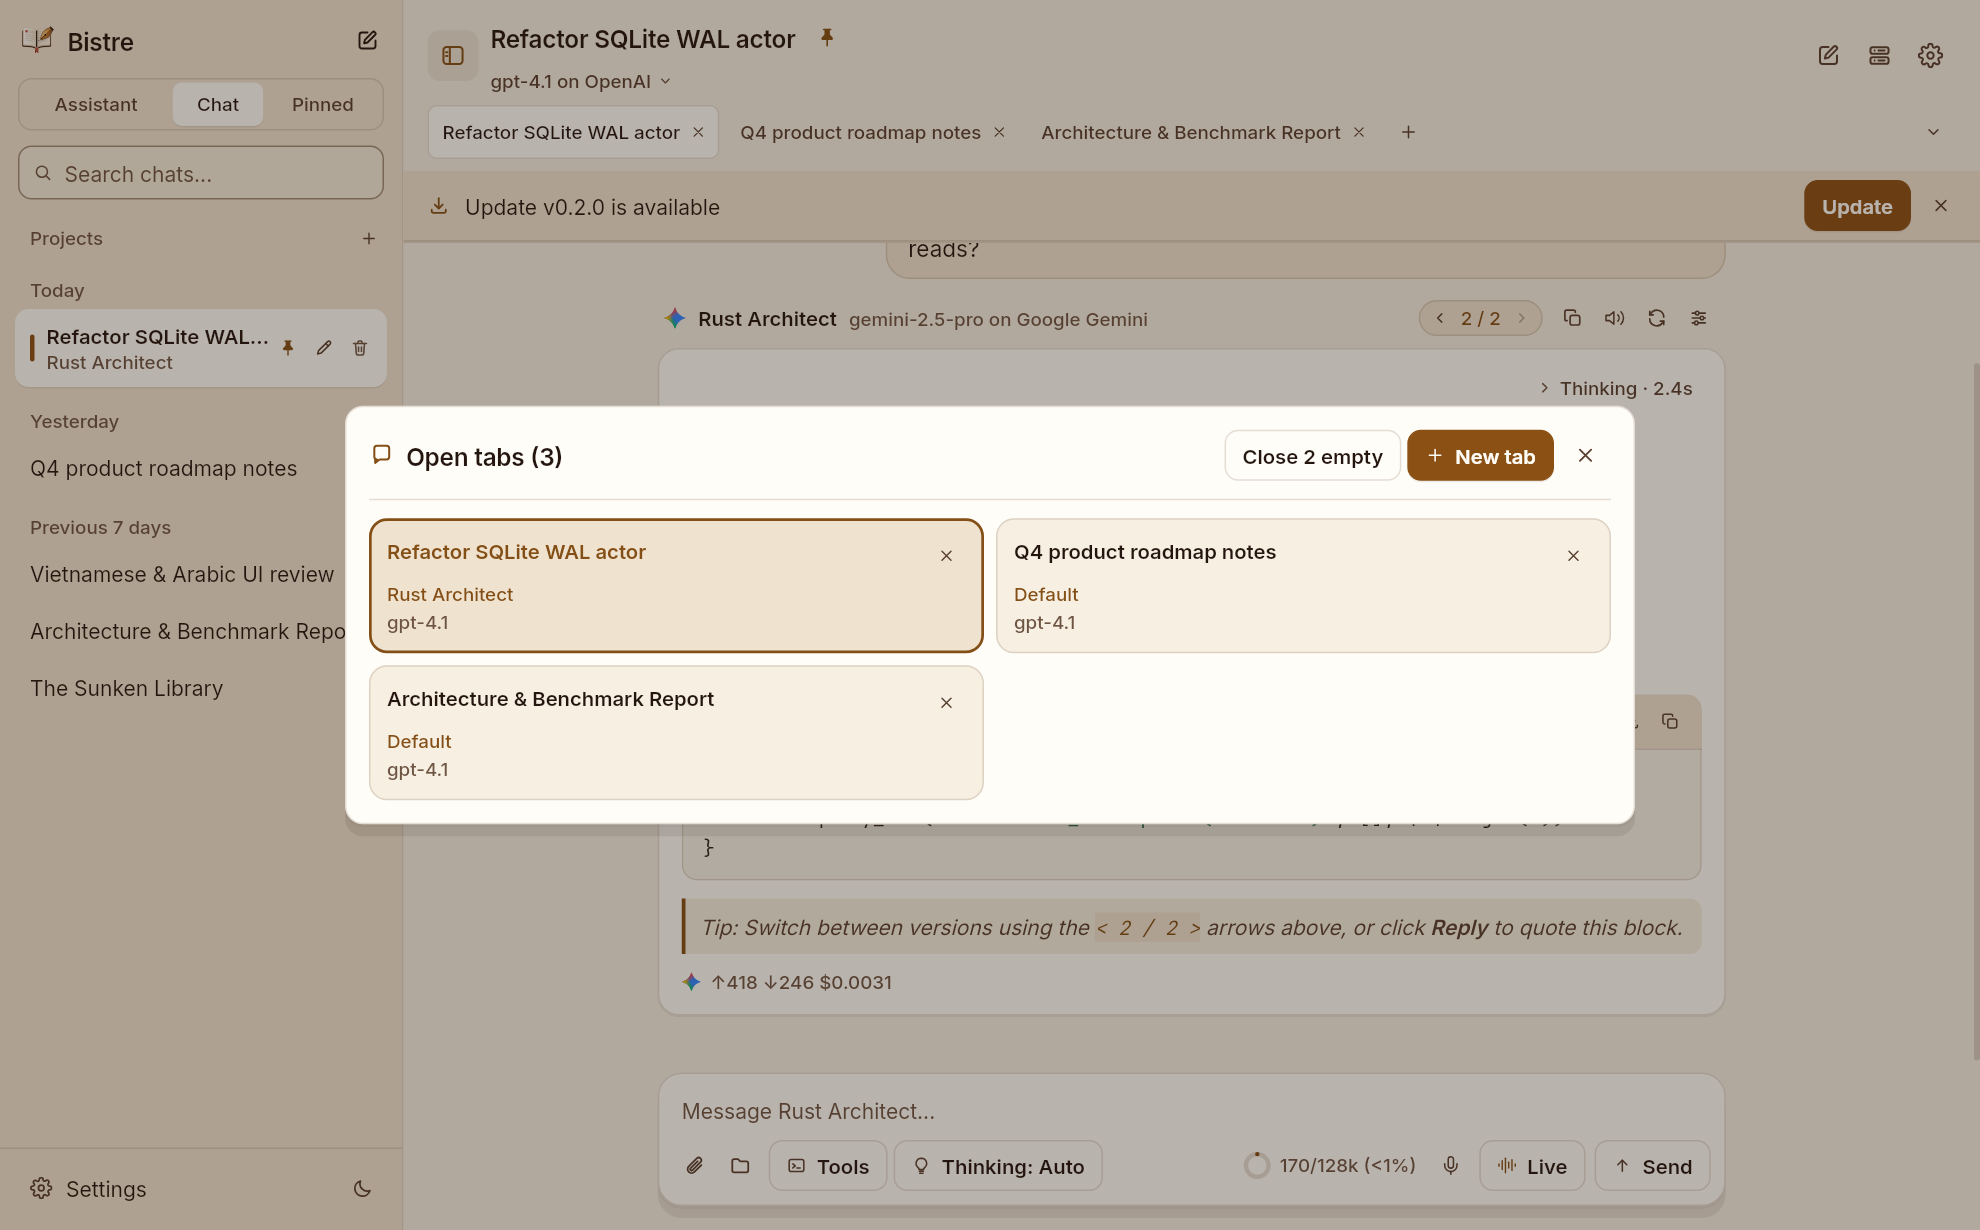 Bistre
Assistant
Chat
Pinned
Search chats...
Projects
Today
Refactor SQLite WAL...
Rust Architect
Yesterday
Q4 product roadmap notes
Previous 7 days
Vietnamese & Arabic UI review
Architecture & Benchmark Repo
The Sunken Library
Settings
Refactor SQLite WAL actor
gpt-4.1 on OpenAI
Refactor SQLite WAL actor
Q4 product roadmap notes
Architecture & Benchmark Report
Update v0.2.0 is available
Update
reads?
Rust Architect gemini-2.5-pro on Google Gemini
2 / 2
Thinking · 2.4s
Open tabs (3)
Close 2 empty
+ New tab
Refactor SQLite WAL actor
Rust Architect
gpt-4.1
Q4 product roadmap notes
Default
gpt-4.1
Architecture & Benchmark Report
Default
gpt-4.1
}
Tip: Switch between versions using the < 2 / 2 > arrows above, or click Reply to quote this block.
↑418 ↓246 $0.0031
Message Rust Architect...
Tools
Thinking: Auto
170/128k (<1%)
Live
Send